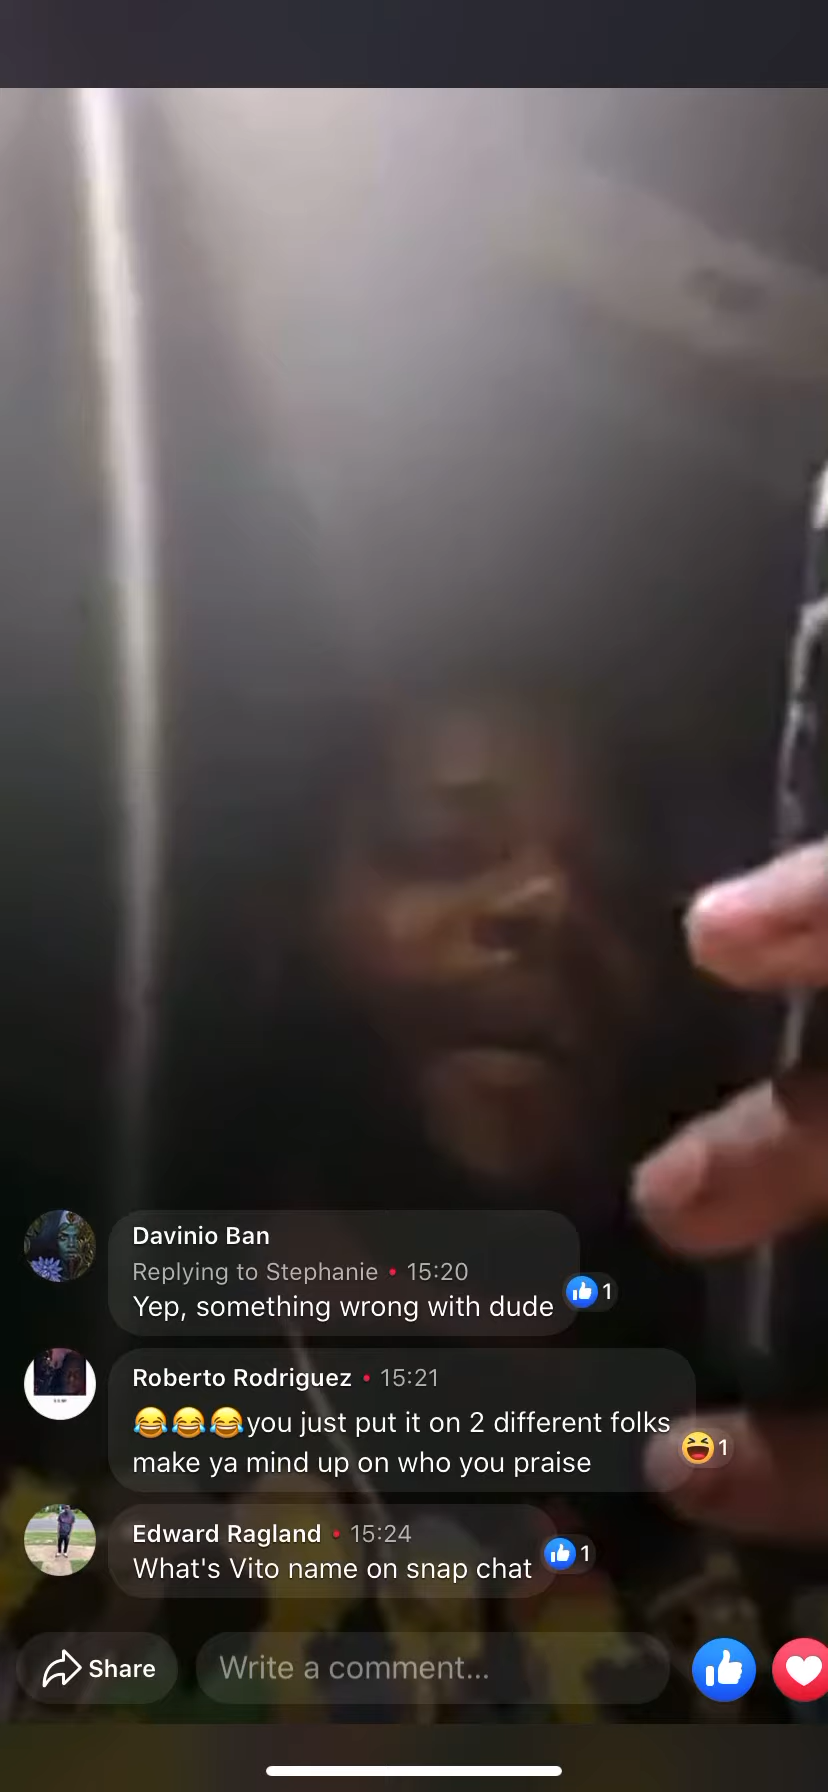 Davinio Ban
Replying to Stephanie • 15:20
Yep, something wrong with dude
1
Roberto Rodriguez • 15:21
😂😂😂you just put it on 2 different folks
make ya mind up on who you praise
1
Edward Ragland • 15:24
What's Vito name on snap chat
1
Share
Write a comment...